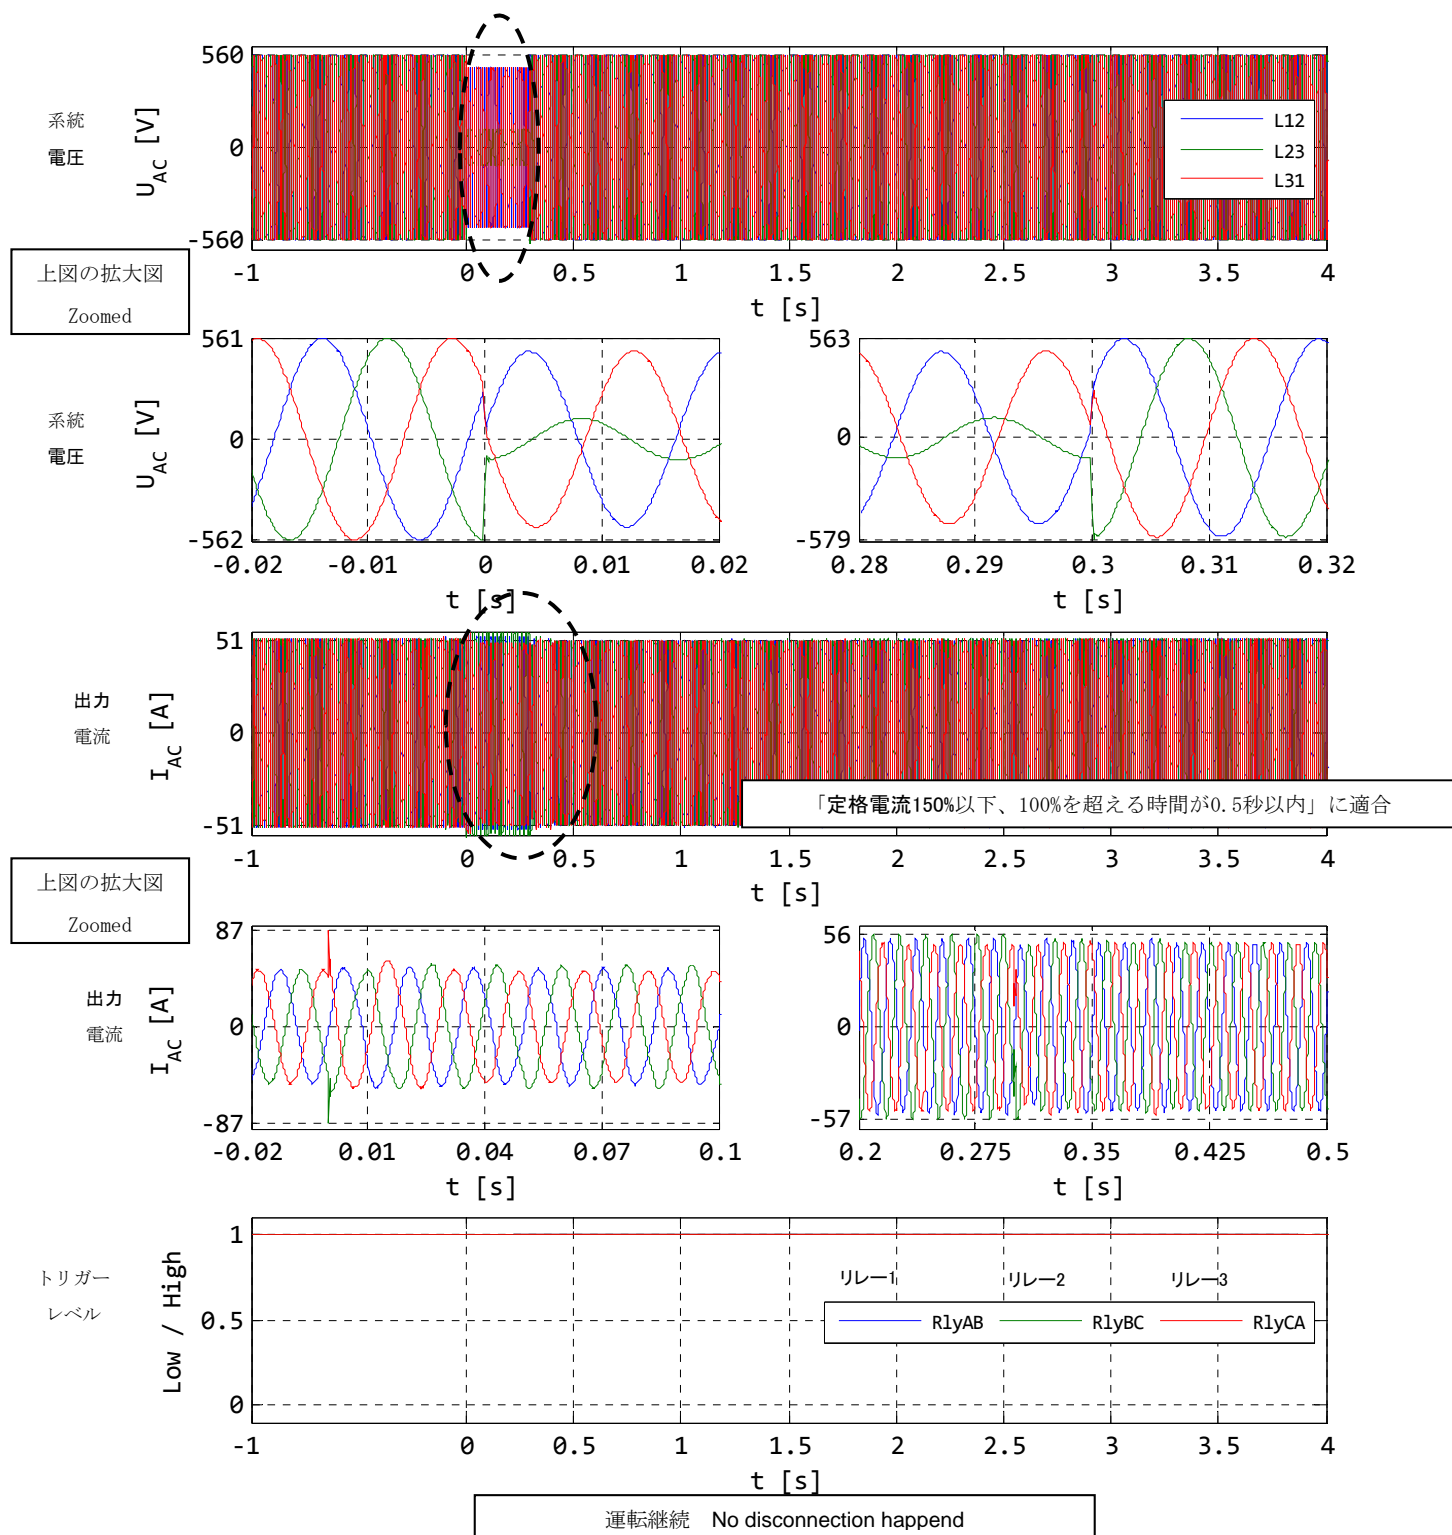 560
0
-560
系統
電圧
U_AC [V]
L12
L23
L31
-1 0 0.5 1 1.5 2 2.5 3 3.5 4
t [s]
上図の拡大図
Zoomed
561
0
-562
系統
電圧
U_AC [V]
-0.02 -0.01 0 0.01 0.02
t [s]
563
0
-579
0.28 0.29 0.3 0.31 0.32
t [s]
51
0
-51
出力
電流
I_AC [A]
「定格電流150%以下、100%を超える時間が0.5秒以内」に適合
-1 0 0.5 1 1.5 2 2.5 3 3.5 4
t [s]
上図の拡大図
Zoomed
87
0
-87
出力
電流
I_AC [A]
-0.02 0.01 0.04 0.07 0.1
t [s]
56
0
-57
0.2 0.275 0.35 0.425 0.5
t [s]
1
0.5
0
トリガー
レベル
Low / High
リレー1 リレー2 リレー3
RlyAB RlyBC RlyCA
-1 0 0.5 1 1.5 2 2.5 3 3.5 4
t [s]
運転継続 No disconnection happend